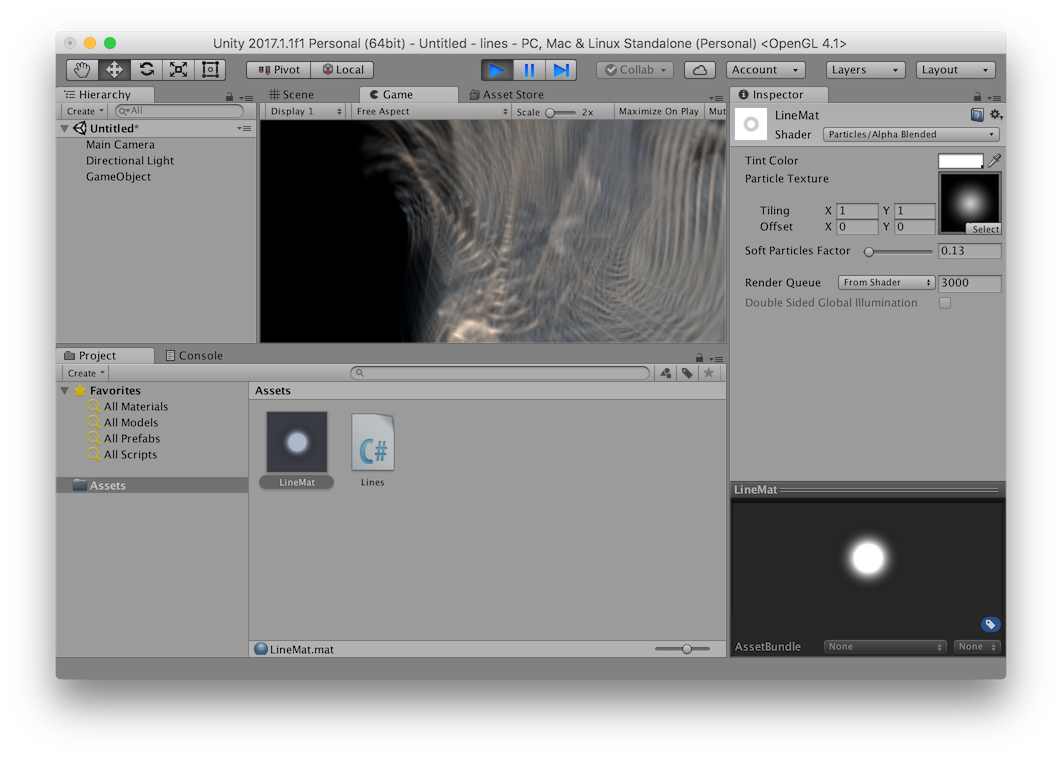 Unity 2017.1.1f1 Personal (64bit) - Untitled - lines - PC, Mac & Linux Standalone (Personal) <OpenGL 4.1>
Pivot Local Collab Account Layers Layout
Hierarchy
Create All
Untitled*
Main Camera
Directional Light
GameObject
Scene Game Asset Store
Display 1 Free Aspect Scale 2x Maximize On Play Mut
Inspector
LineMat
Shader Particles/Alpha Blended
Tint Color
Particle Texture
Tiling X 1 Y 1
Offset X 0 Y 0
Select
Soft Particles Factor 0.13
Render Queue From Shader 3000
Double Sided Global Illumination
Project Console
Create
Favorites
All Materials
All Models
All Prefabs
All Scripts
Assets
Assets
C#
LineMat Lines
LineMat.mat
LineMat
AssetBundle None None